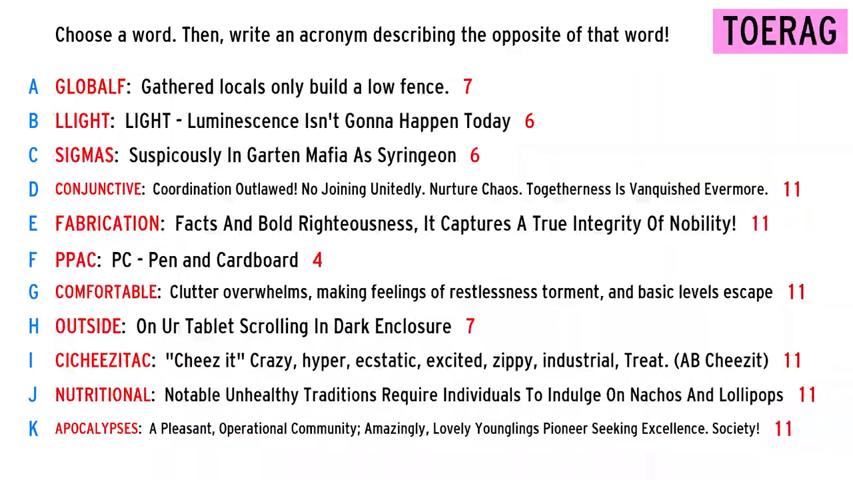 Choose a word. Then, write an acronym describing the opposite of that word!
TOERAG
A GLOBALF: Gathered locals only build a low fence. 7
B LLIGHT: LIGHT - Luminescence Isn't Gonna Happen Today 6
C SIGMAS: Suspicously In Garten Mafia As Syringeon 6
D CONJUNCTIVE: Coordination Outlawed! No Joining Unitedly. Nurture Chaos. Togetherness Is Vanquished Evermore. 11
E FABRICATION: Facts And Bold Righteousness, It Captures A True Integrity Of Nobility! 11
F PPAC: PC - Pen and Cardboard 4
G COMFORTABLE: Clutter overwhelms, making feelings of restlessness torment, and basic levels escape 11
H OUTSIDE: On Ur Tablet Scrolling In Dark Enclosure 7
I CICHEEZITAC: "Cheez it" Crazy, hyper, ecstatic, excited, zippy, industrial, Treat. (AB Cheezit) 11
J NUTRITIONAL: Notable Unhealthy Traditions Require Individuals To Indulge On Nachos And Lollipops 11
K APOCALYPSES: A Pleasant, Operational Community; Amazingly, Lovely Younglings Pioneer Seeking Excellence. Society! 11